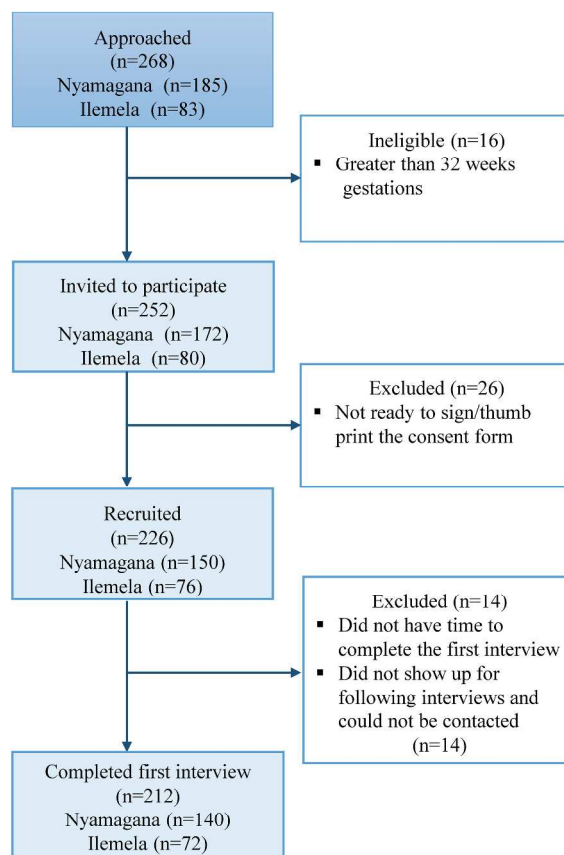 Approached
(n=268)
Nyamagana (n=185)
Ilemela (n=83)
Ineligible (n=16)
▪ Greater than 32 weeks
gestations
Invited to participate
(n=252)
Nyamagana (n=172)
Ilemela (n=80)
Excluded (n=26)
▪ Not ready to sign/thumb
print the consent form
Recruited
(n=226)
Nyamagana (n=150)
Ilemela (n=76)
Excluded (n=14)
▪ Did not have time to
complete the first interview
▪ Did not show up for
following interviews and
could not be contacted
(n=14)
Completed first interview
(n=212)
Nyamagana (n=140)
Ilemela (n=72)